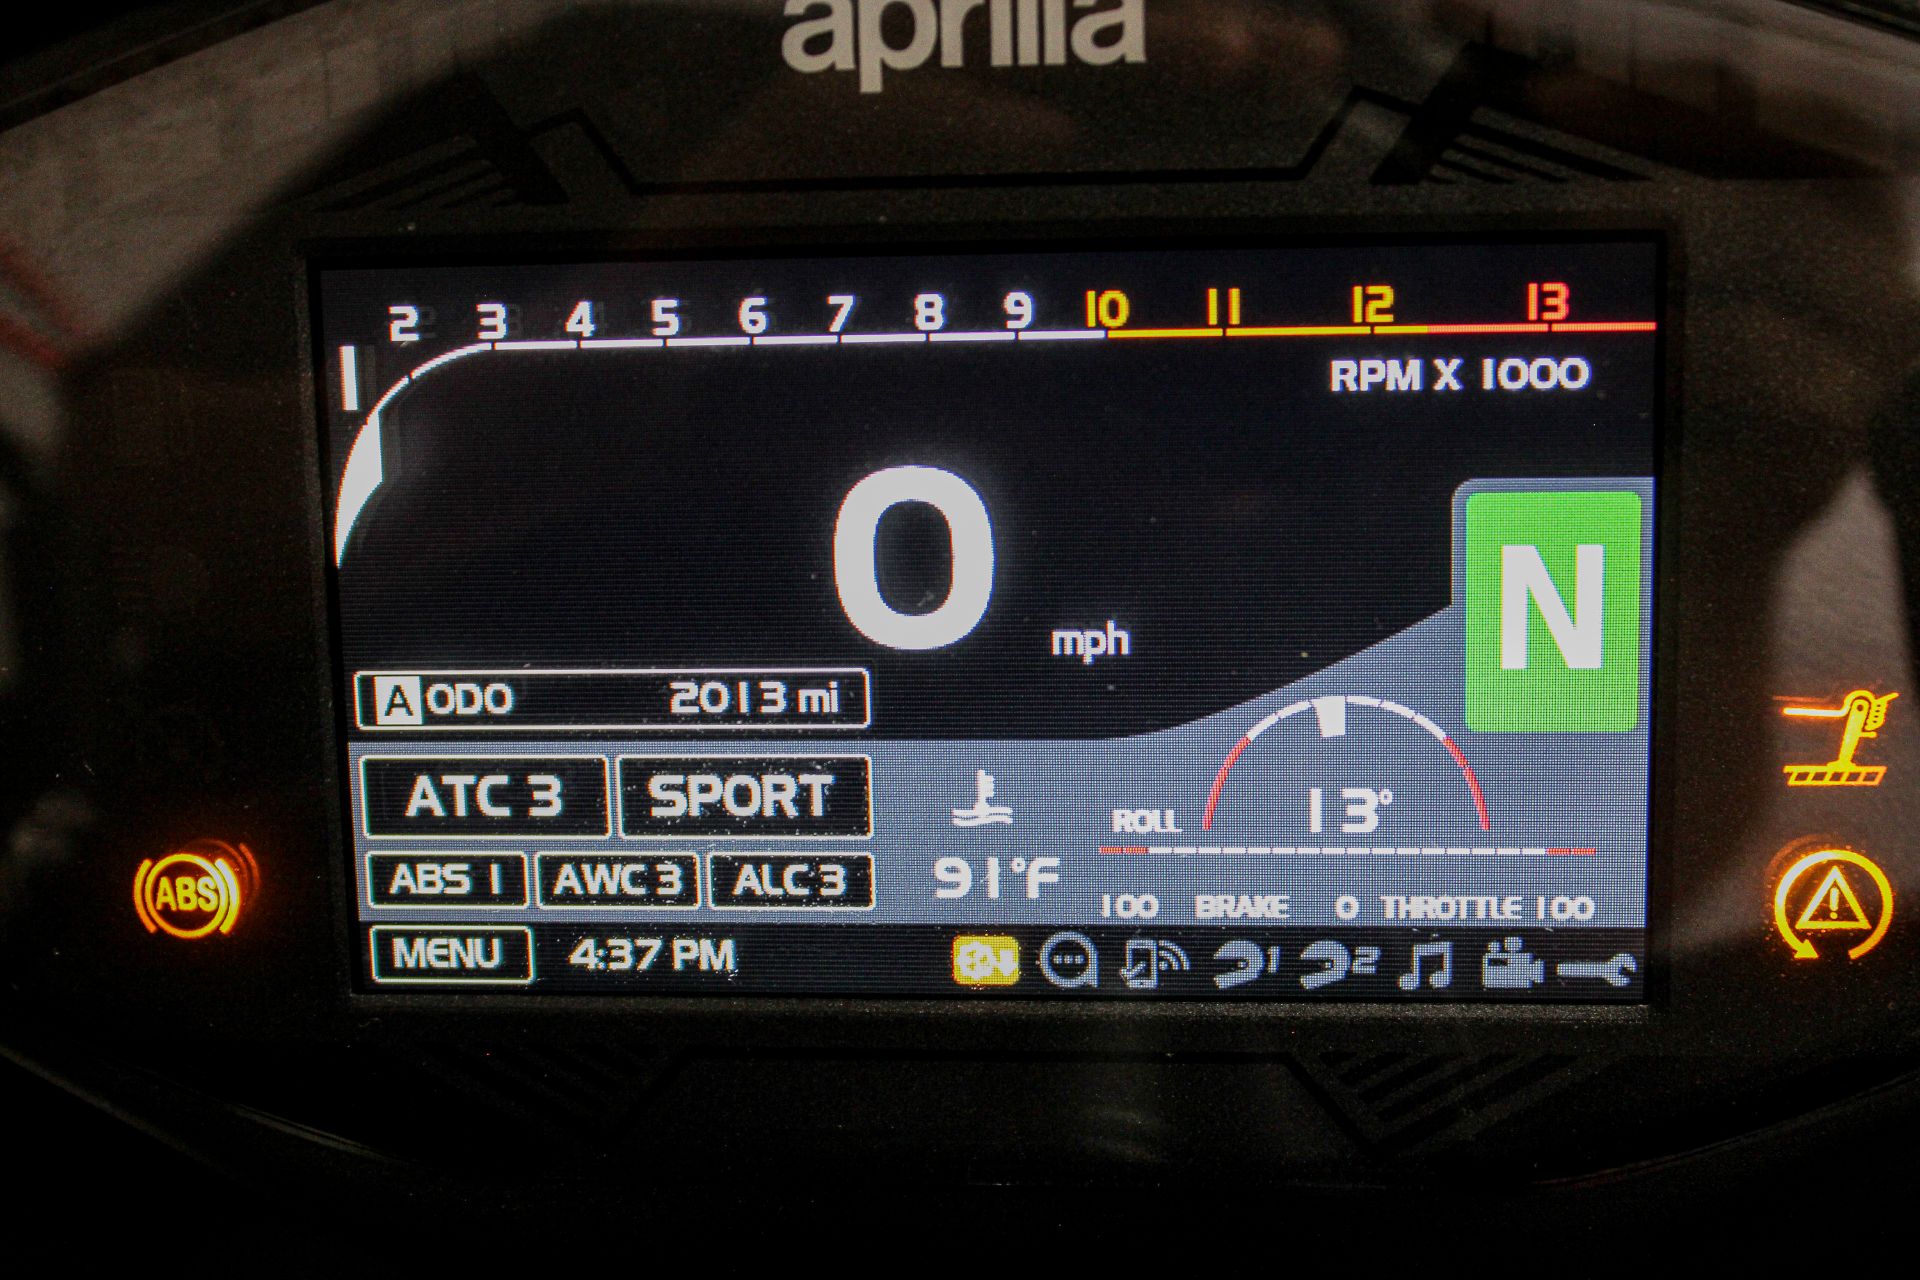 aprilia
1 2 3 4 5 6 7 8 9 10 11 12 13
RPM X 1000
0 mph
N
A ODO 2013 mi
ATC 3 SPORT
ROLL 13°
ABS 1 AWC 3 ALC 3
91°F
100 BRAKE 0 THROTTLE 100
ABS
MENU 4:37 PM
1 2